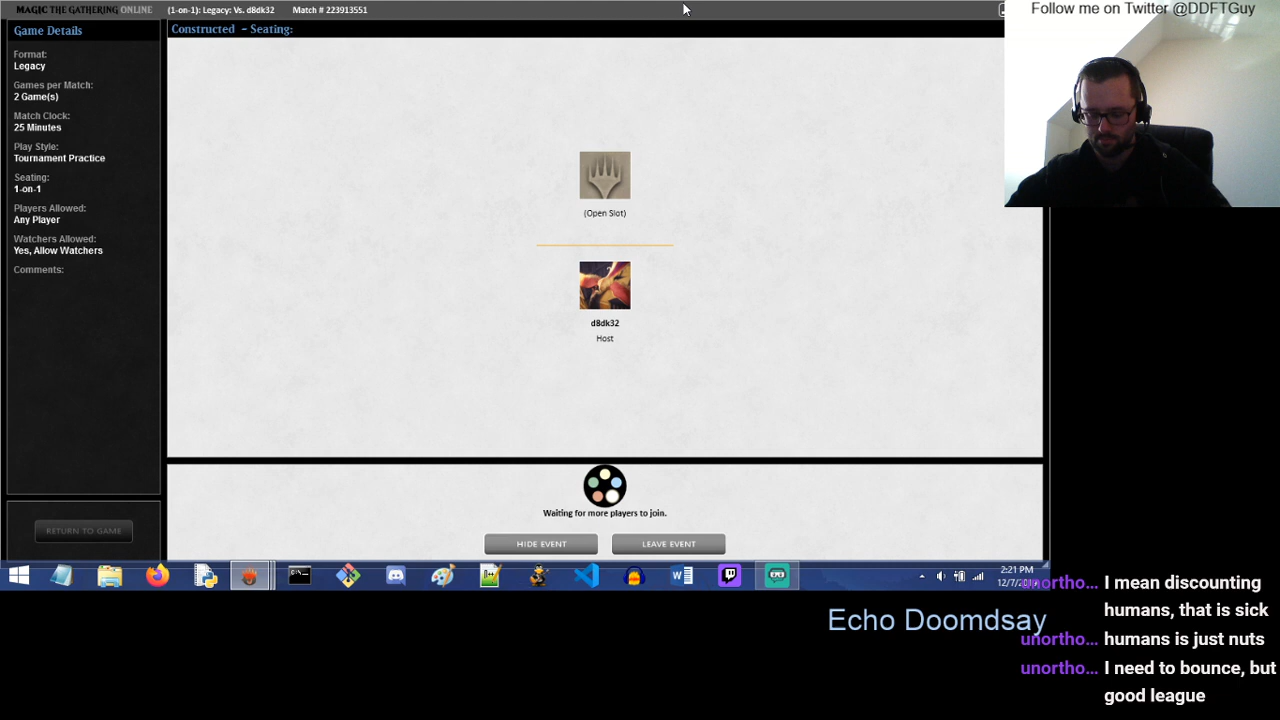 MAGIC THE GATHERING ONLINE
(1-on-1): Legacy: Vs. d8dk32
Match # 223913551
Follow me on Twitter @DDFTGuy
Game Details
Constructed - Seating:
Format:
Legacy
Games per Match:
2 Game(s)
Match Clock:
25 Minutes
Play Style:
Tournament Practice
Seating:
1-on-1
Players Allowed:
Any Player
Watchers Allowed:
Yes, Allow Watchers
Comments:
(Open Slot)
d8dk32
Host
Waiting for more players to join.
RETURN TO GAME
HIDE EVENT
LEAVE EVENT
2:21 PM
Echo Doomdsay
unortho... I mean discounting
humans, that is sick
unortho... humans is just nuts
unortho... I need to bounce, but
good league